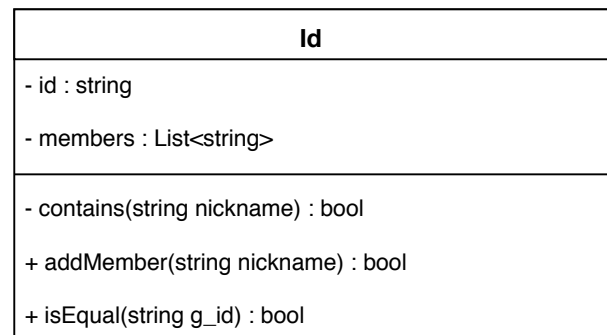 Id
- id : string
- members : List<string>
- contains(string nickname) : bool
+ addMember(string nickname) : bool
+ isEqual(string g_id) : bool